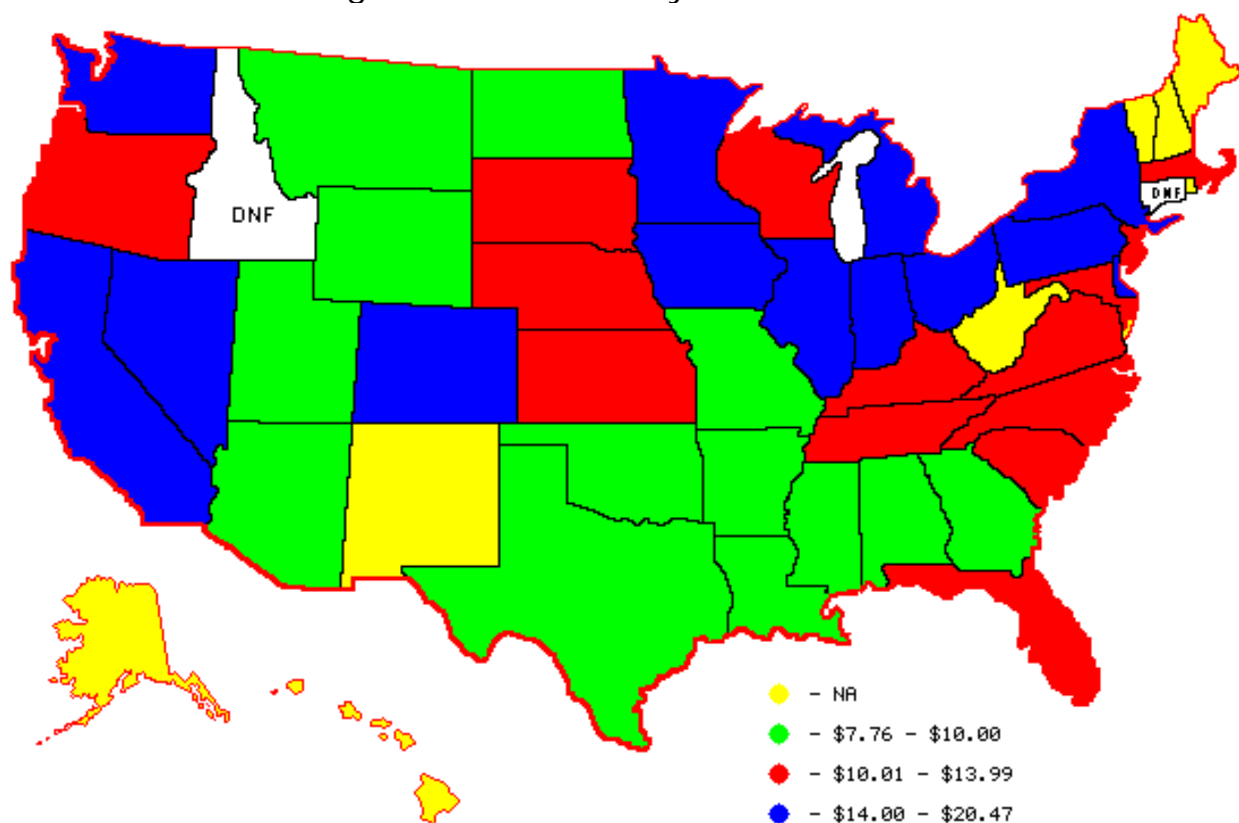 DNF
DNF
- NA
- $7.76 - $10.00
- $10.01 - $13.99
- $14.00 - $20.47